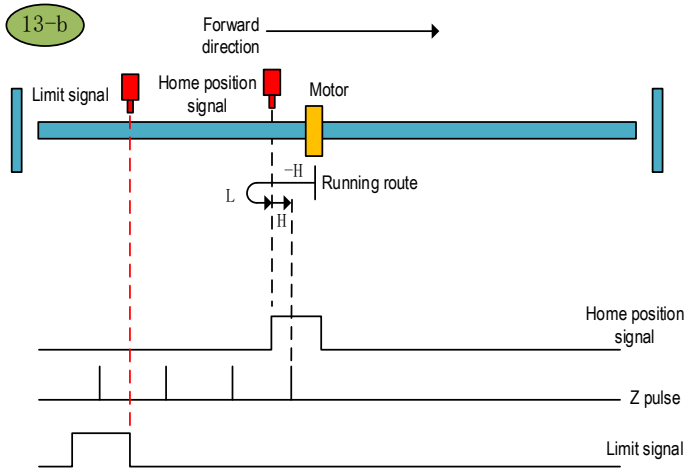 13-b
Forward
direction
Limit signal
Home position
signal
Motor
-H
Running route
L
H
Home position
signal
Z pulse
Limit signal